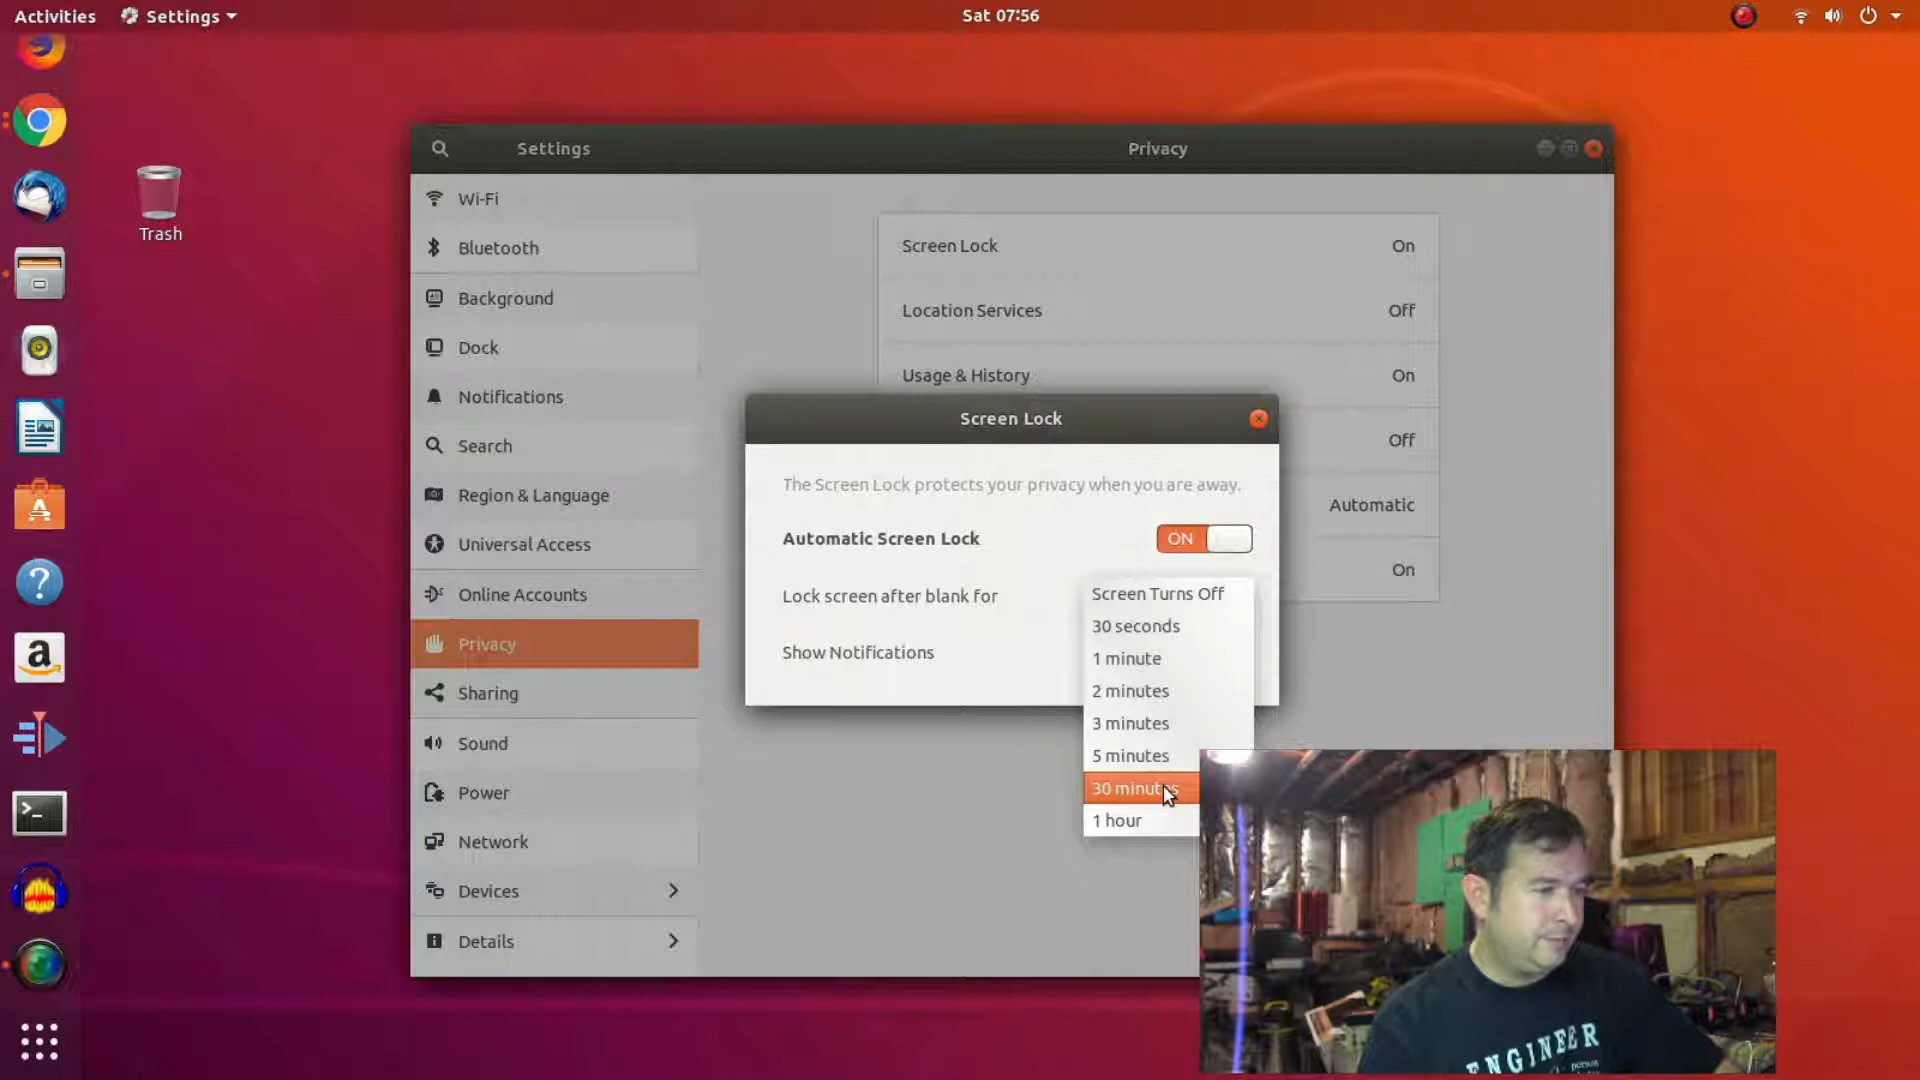 Activities Settings Sat 07:56
Trash
Settings Privacy
Wi-Fi
Bluetooth
Background
Dock
Notifications
Search
Region & Language
Universal Access
Online Accounts
Privacy
Sharing
Sound
Power
Network
Devices
Details
Screen Lock On
Location Services Off
Usage & History On
Off
Automatic
On
Screen Lock
The Screen Lock protects your privacy when you are away.
Automatic Screen Lock ON
Lock screen after blank for
Show Notifications
Screen Turns Off
30 seconds
1 minute
2 minutes
3 minutes
5 minutes
30 minutes
1 hour
ENGINEER
person